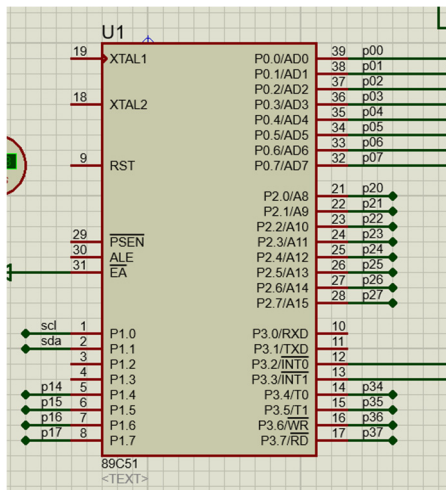 U1
19 XTAL1 P0.0/AD0 39 p00
P0.1/AD1 38 p01
P0.2/AD2 37 p02
18 XTAL2 P0.3/AD3 36 p03
P0.4/AD4 35 p04
P0.5/AD5 34 p05
P0.6/AD6 33 p06
9 RST P0.7/AD7 32 p07
P2.0/A8 21 p20
P2.1/A9 22 p21
P2.2/A10 23 p22
29 PSEN P2.3/A11 24 p23
30 ALE P2.4/A12 25 p24
31 EA P2.5/A13 26 p25
P2.6/A14 27 p26
P2.7/A15 28 p27
scl 1 P1.0 P3.0/RXD 10
sda 2 P1.1 P3.1/TXD 11
3 P1.2 P3.2/INT0 12
4 P1.3 P3.3/INT1 13
p14 5 P1.4 P3.4/T0 14 p34
p15 6 P1.5 P3.5/T1 15 p35
p16 7 P1.6 P3.6/WR 16 p36
p17 8 P1.7 P3.7/RD 17 p37
89C51
<TEXT>